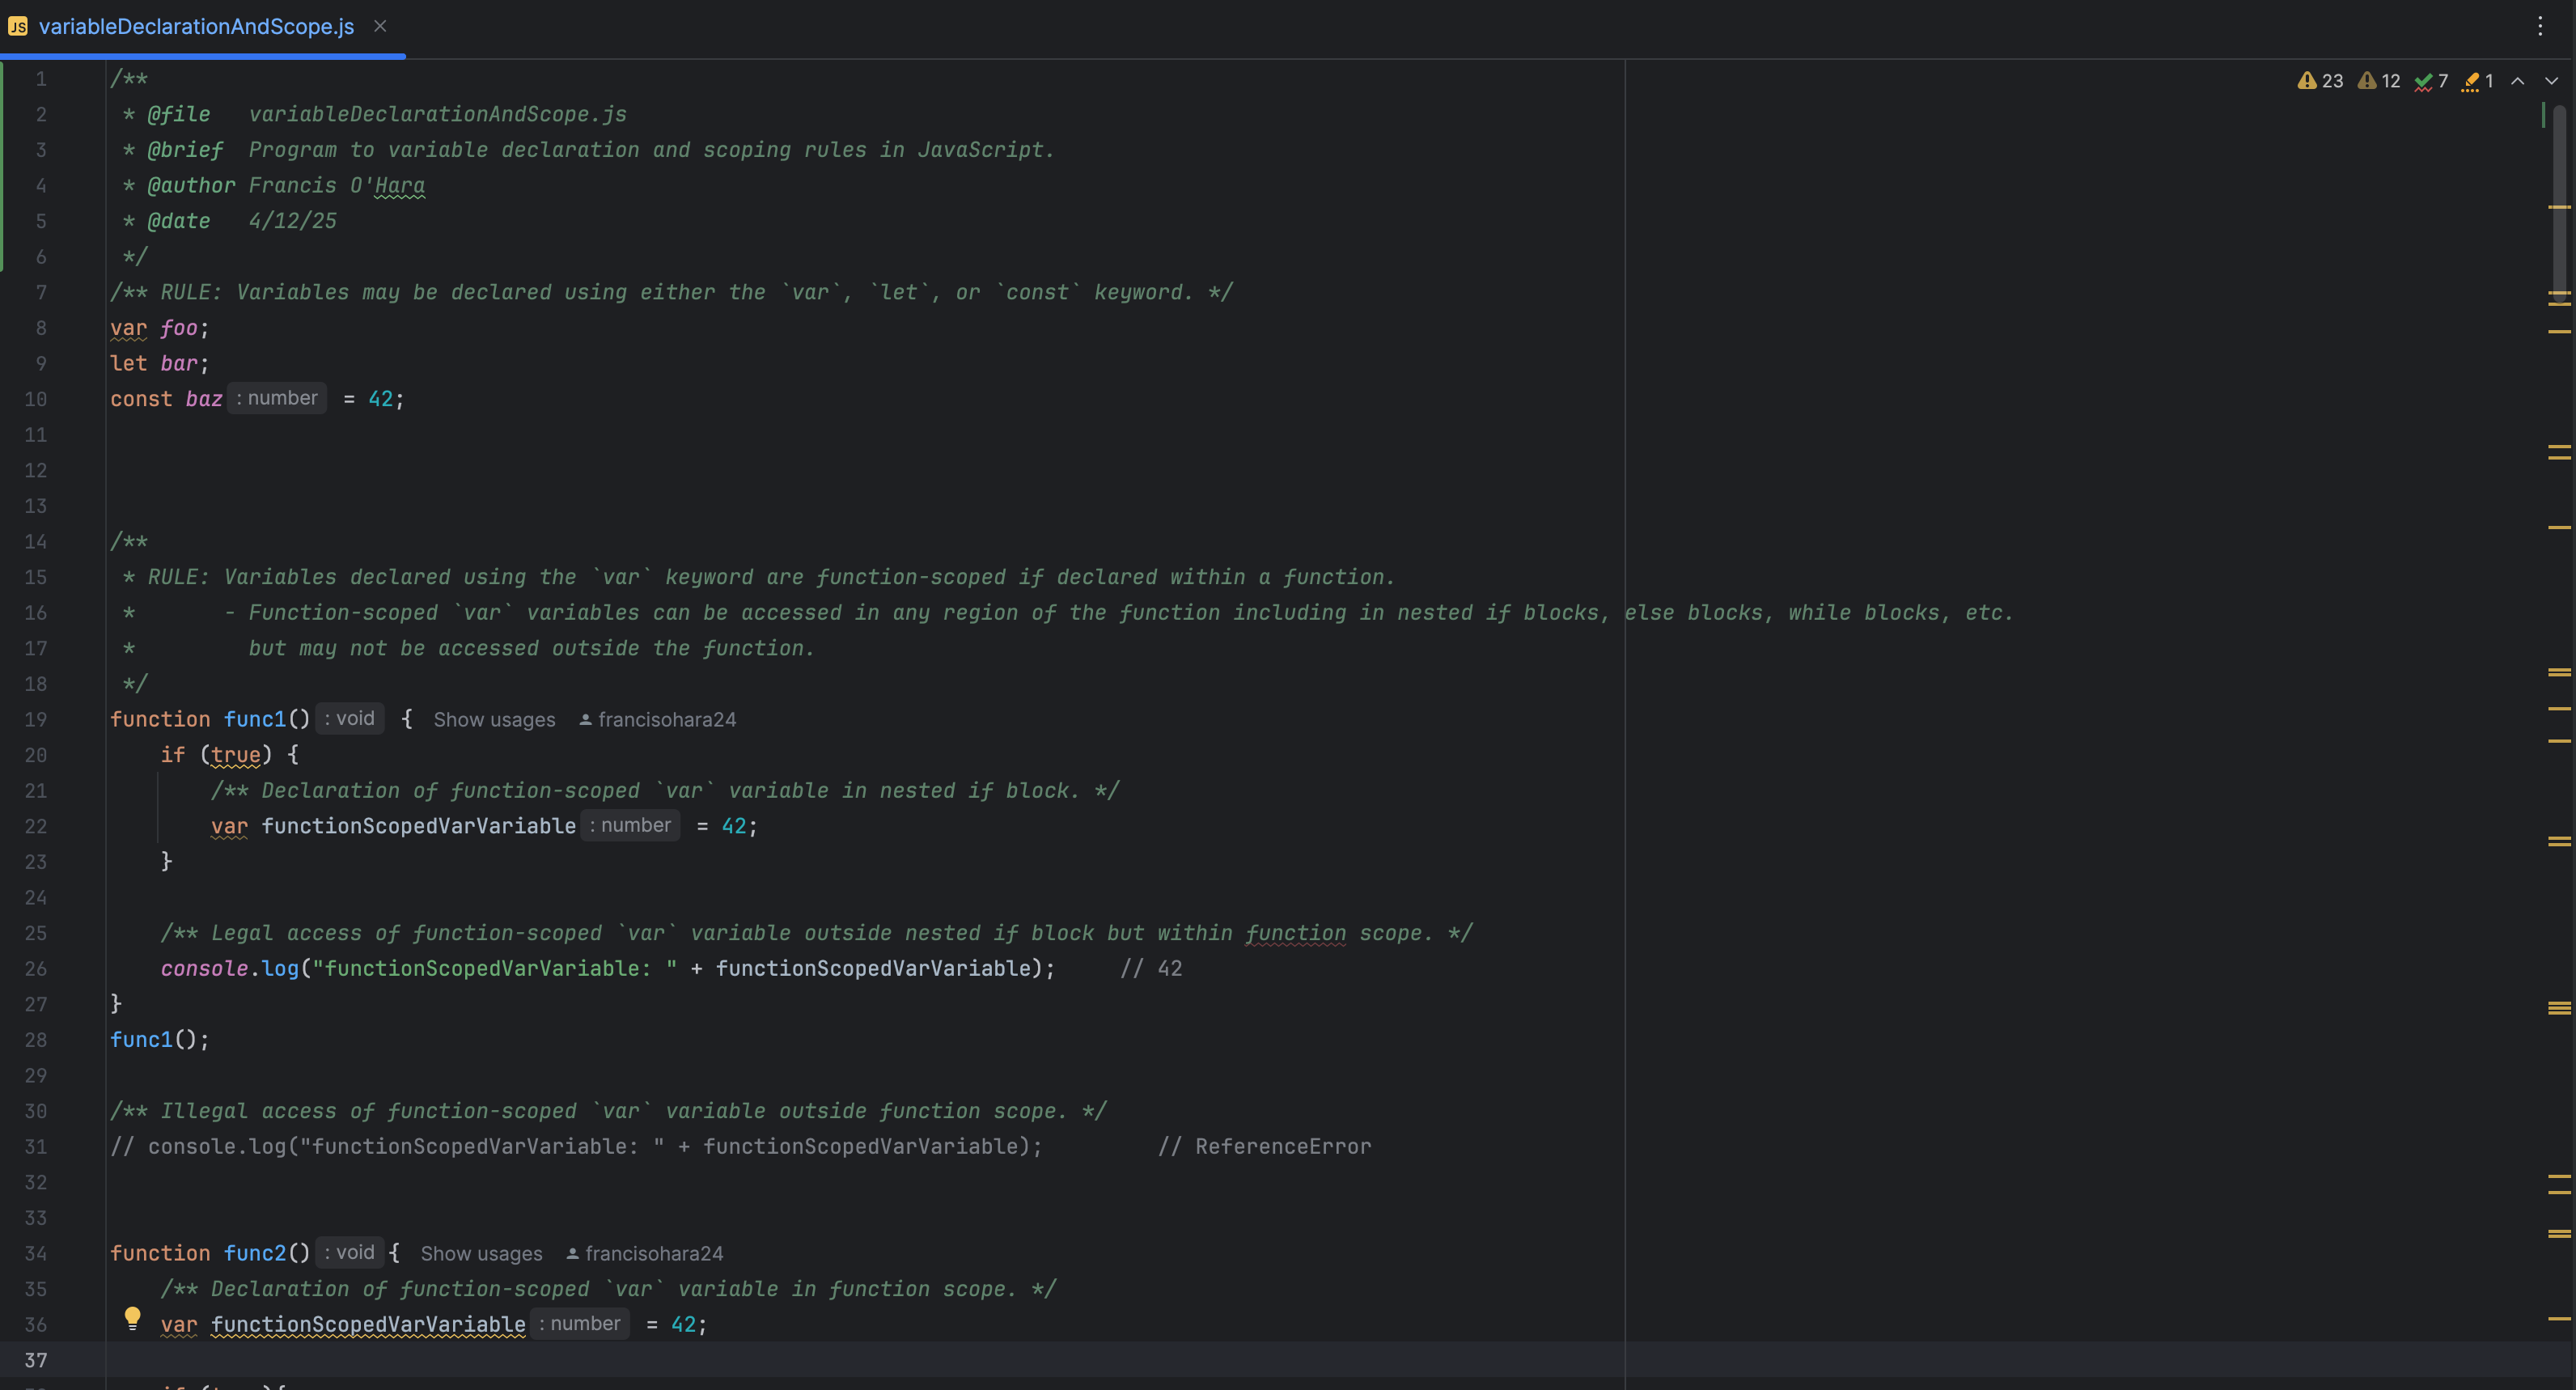 JS variableDeclarationAndScope.js
23 12 7 1
1 /**
2  * @file   variableDeclarationAndScope.js
3  * @brief  Program to variable declaration and scoping rules in JavaScript.
4  * @author Francis O'Hara
5  * @date   4/12/25
6  */
7 /** RULE: Variables may be declared using either the `var`, `let`, or `const` keyword. */
8 var foo;
9 let bar;
10 const baz : number = 42;
11
12
13
14 /**
15  * RULE: Variables declared using the `var` keyword are function-scoped if declared within a function.
16  *       - Function-scoped `var` variables can be accessed in any region of the function including in nested if blocks, else blocks, while blocks, etc.
17  *         but may not be accessed outside the function.
18  */
19 function func1() : void { Show usages francisohara24
20     if (true) {
21         /** Declaration of function-scoped `var` variable in nested if block. */
22         var functionScopedVarVariable : number = 42;
23     }
24
25     /** Legal access of function-scoped `var` variable outside nested if block but within function scope. */
26     console.log("functionScopedVarVariable: " + functionScopedVarVariable);     // 42
27 }
28 func1();
29
30 /** Illegal access of function-scoped `var` variable outside function scope. */
31 // console.log("functionScopedVarVariable: " + functionScopedVarVariable);         // ReferenceError
32
33
34 function func2() : void { Show usages francisohara24
35     /** Declaration of function-scoped `var` variable in function scope. */
36     var functionScopedVarVariable : number = 42;
37